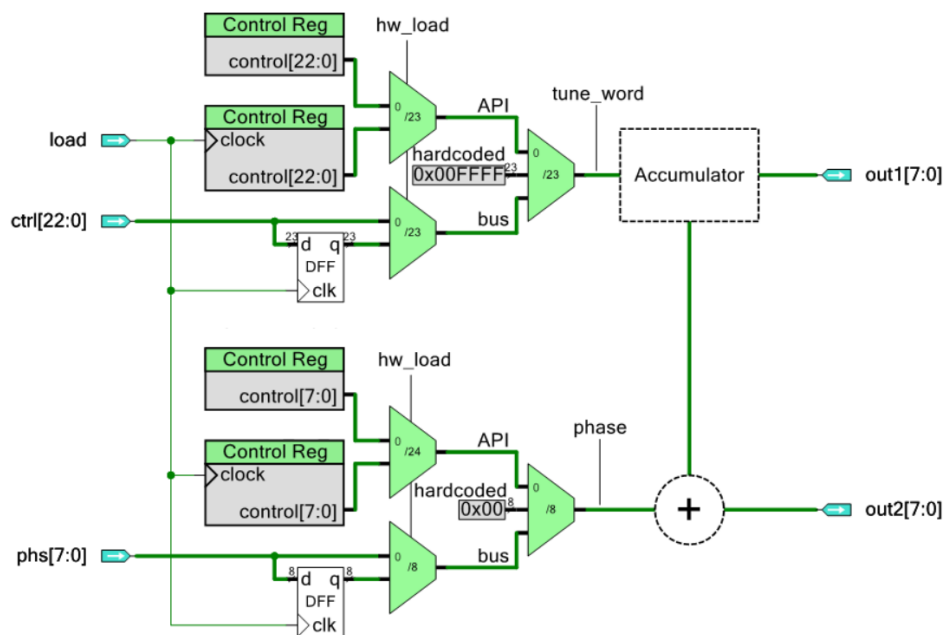 Control Reg
control[22:0]
hw_load
0
/23
API
tune_word
Control Reg
clock
control[22:0]
load
hardcoded
0x00FFFF
23
0
/23
Accumulator
out1[7:0]
ctrl[22:0]
0
/23
bus
23
d
q
23
DFF
clk
Control Reg
control[7:0]
hw_load
0
/24
API
phase
Control Reg
clock
control[7:0]
hardcoded
0x00
8
0
/8
+
out2[7:0]
phs[7:0]
0
/8
bus
8
d
q
8
DFF
clk